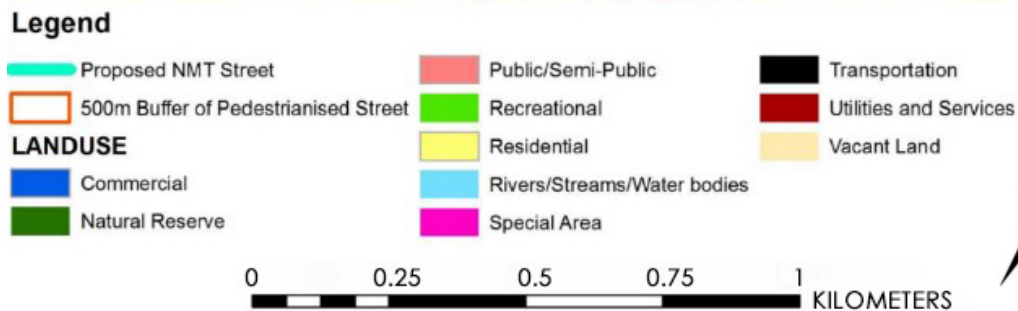 Legend
Proposed NMT Street
500m Buffer of Pedestrianised Street
LANDUSE
Commercial
Natural Reserve
Public/Semi-Public
Recreational
Residential
Rivers/Streams/Water bodies
Special Area
Transportation
Utilities and Services
Vacant Land
0 0.25 0.5 0.75 1
KILOMETERS